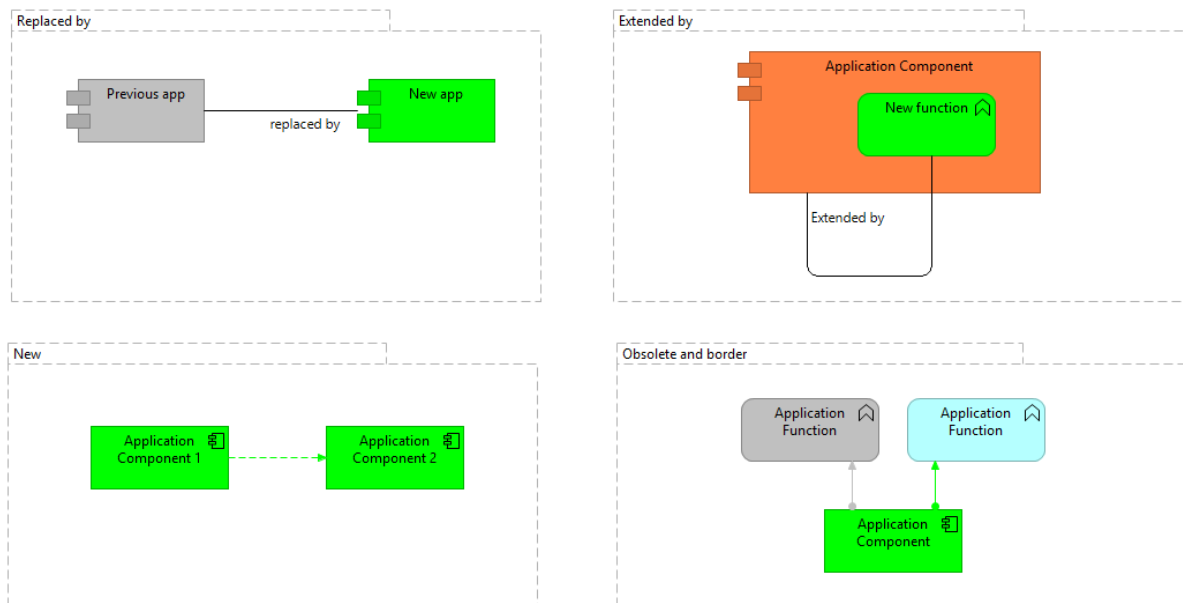 Replaced by
Previous app
New app
replaced by
Extended by
Application Component
New function
Extended by
New
Application
Component 1
Application
Component 2
Obsolete and border
Application
Function
Application
Function
Application
Component